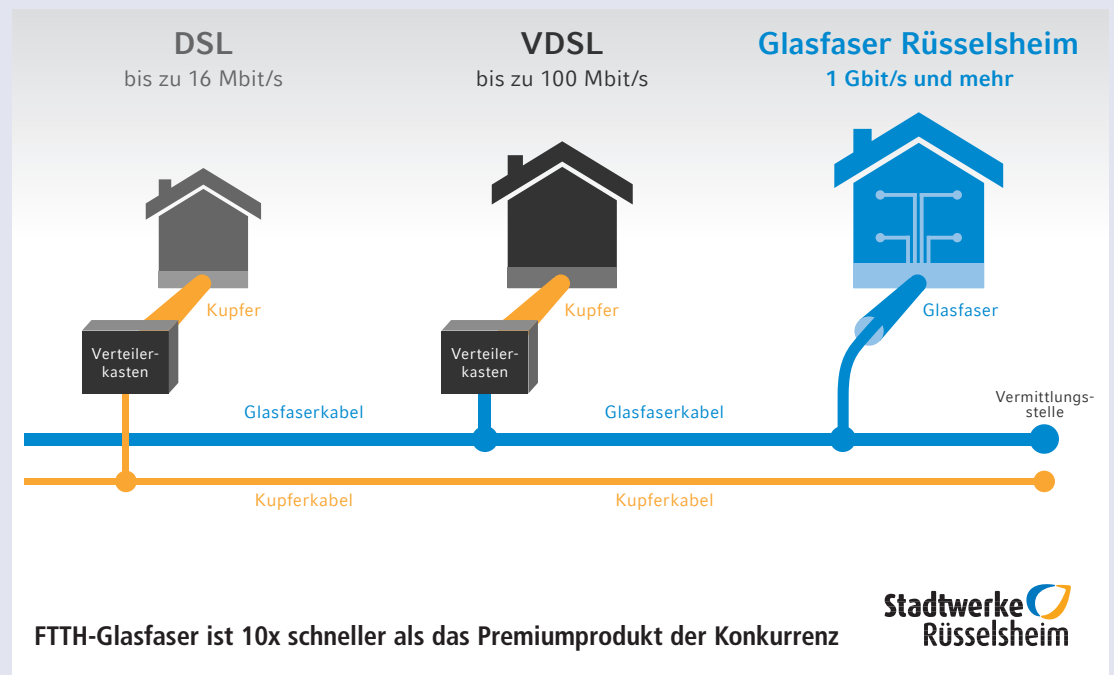 DSL
bis zu 16 Mbit/s
VDSL
bis zu 100 Mbit/s
Glasfaser Rüsselsheim
1 Gbit/s und mehr
Kupfer
Kupfer
Glasfaser
Verteiler-
kasten
Verteiler-
kasten
Vermittlungs-
stelle
Glasfaserkabel
Glasfaserkabel
Kupferkabel
Kupferkabel
FTTH-Glasfaser ist 10x schneller als das Premiumprodukt der Konkurrenz
Stadtwerke
Rüsselsheim